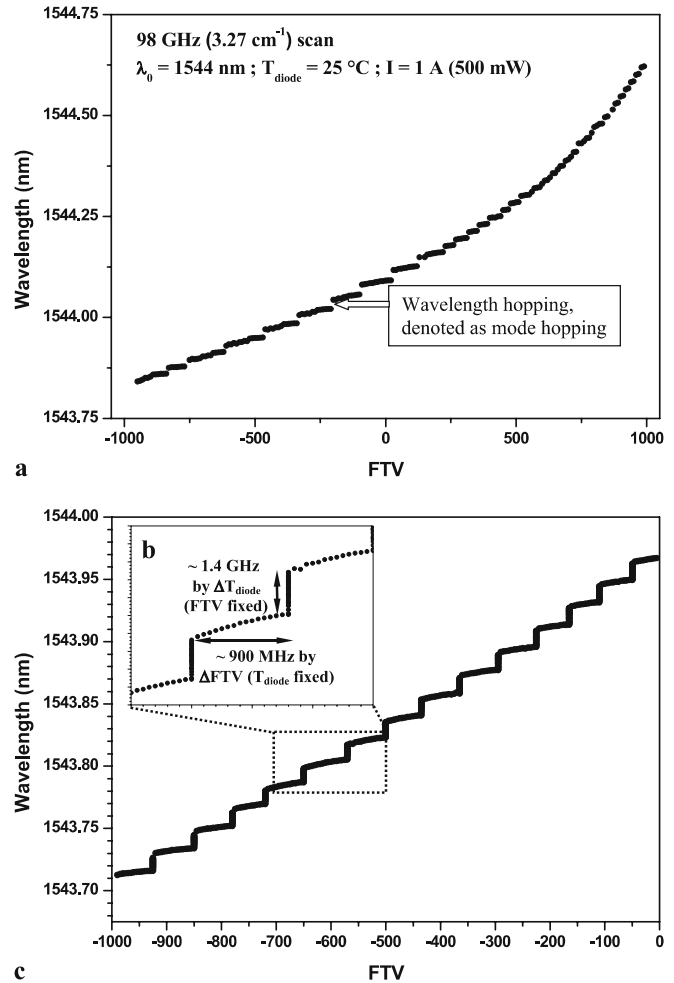 1544.75
98 GHz (3.27 cm-1) scan
λ0 = 1544 nm ; Tdiode = 25 °C ; I = 1 A (500 mW)
1544.50
1544.25
1544.00
1543.75
Wavelength (nm)
Wavelength hopping,
denoted as mode hopping
-1000 -500 0 500 1000
FTV
a
1544.00
1543.95
1543.90
1543.85
1543.80
1543.75
1543.70
Wavelength (nm)
b
~ 1.4 GHz
by ΔTdiode
(FTV fixed)
~ 900 MHz by
ΔFTV (Tdiode fixed)
-1000 -900 -800 -700 -600 -500 -400 -300 -200 -100 0
FTV
c